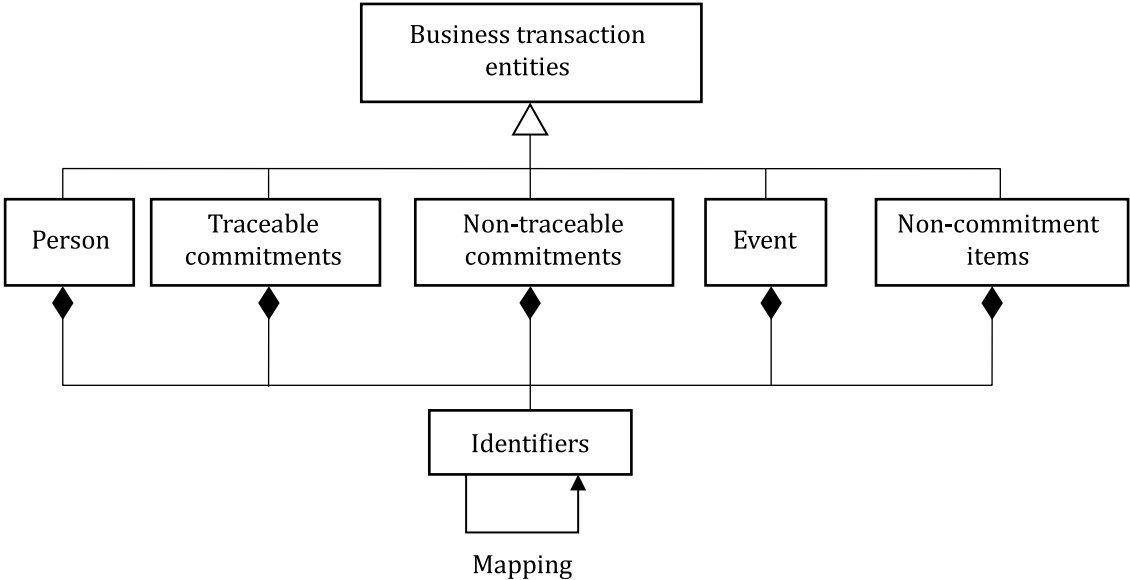 Business transaction
entities
Person
Traceable
commitments
Non-traceable
commitments
Event
Non-commitment
items
Identifiers
Mapping